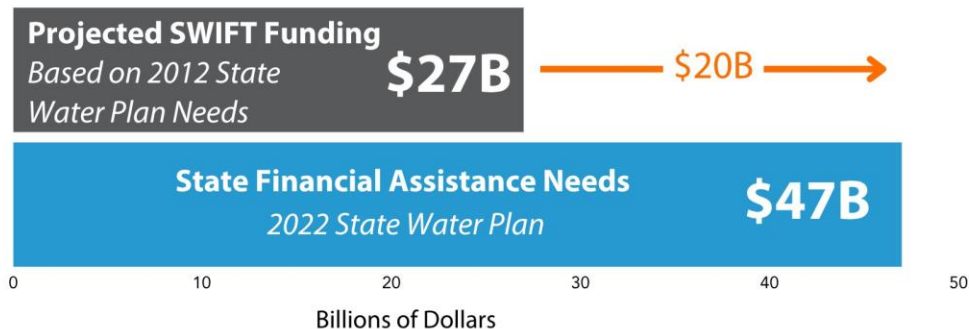 Projected SWIFT Funding
Based on 2012 State
Water Plan Needs
$27B
$20B
State Financial Assistance Needs
2022 State Water Plan
$47B
0 10 20 30 40 50
Billions of Dollars